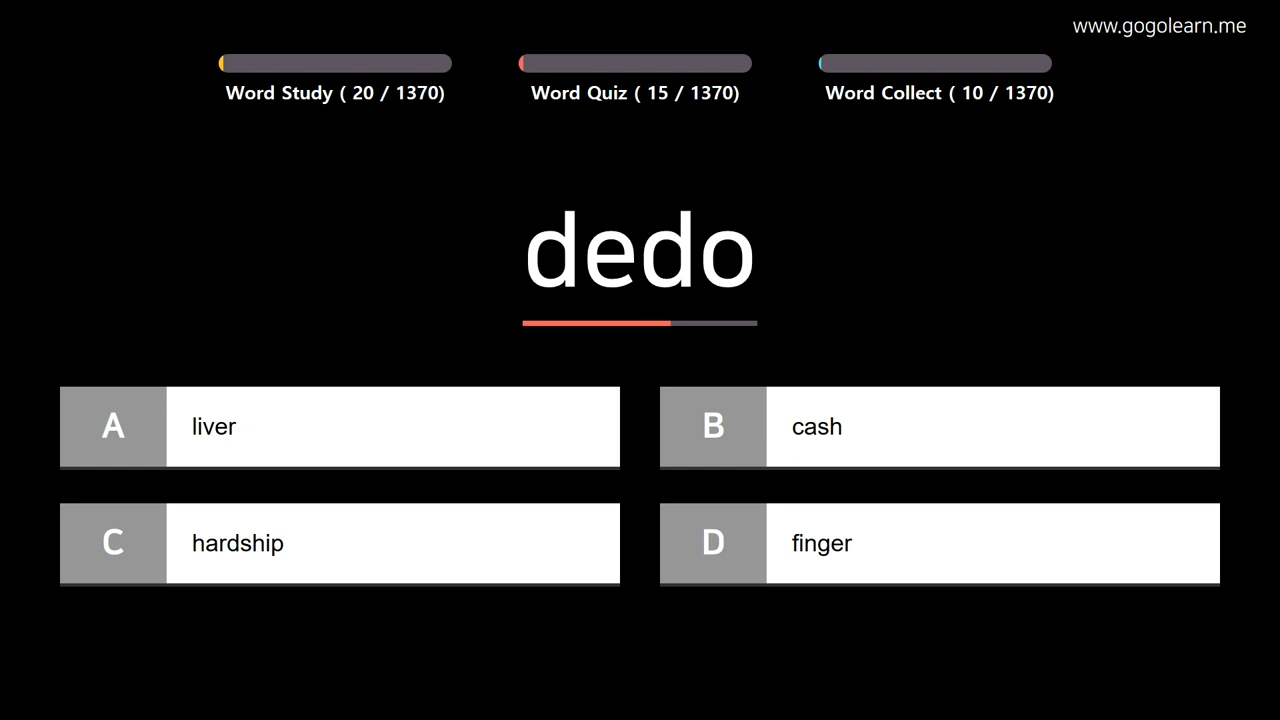 www.gogolearn.me
Word Study ( 20 / 1370)
Word Quiz ( 15 / 1370)
Word Collect ( 10 / 1370)
dedo
A liver
B cash
C hardship
D finger